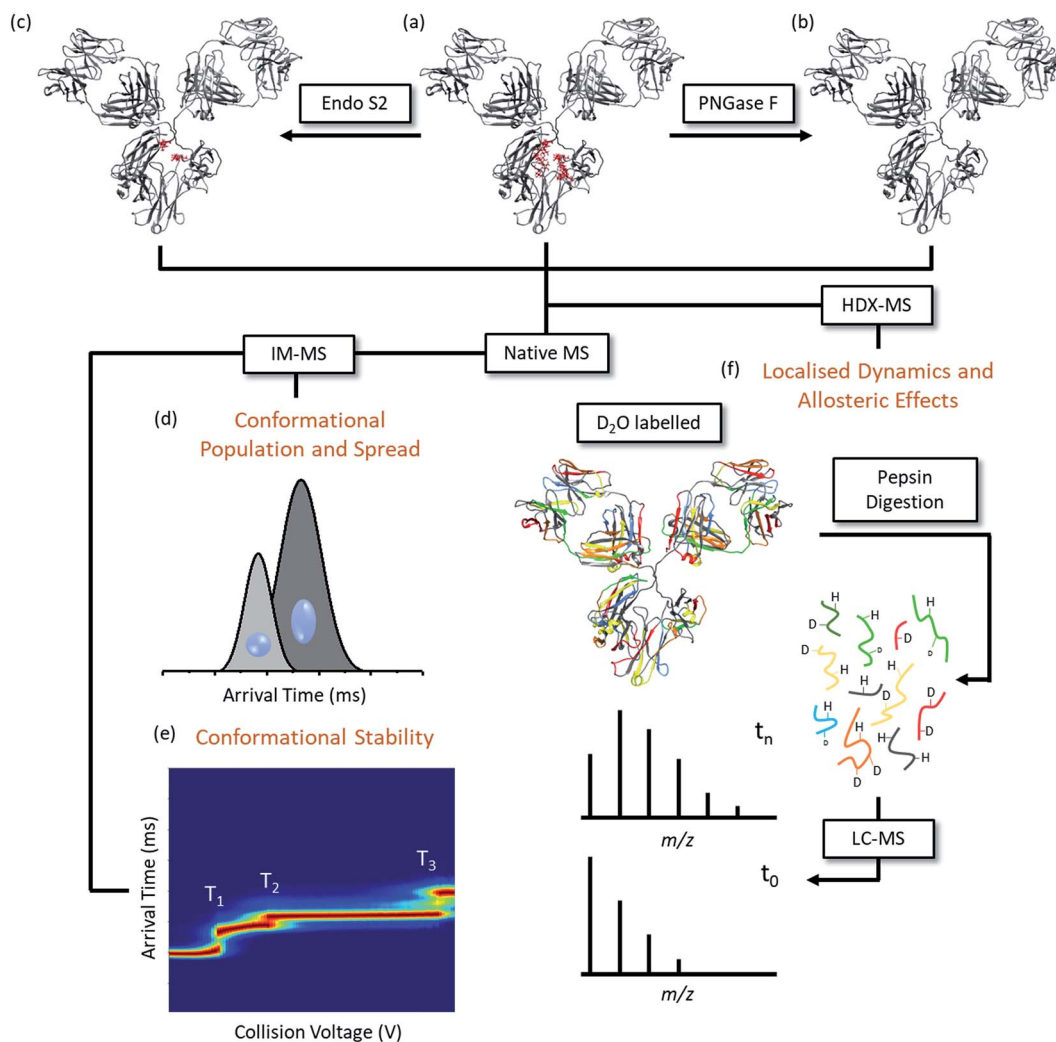 (c)
(a)
(b)
Endo S2
PNGase F
HDX-MS
IM-MS
Native MS
(f)
Localised Dynamics and
Allosteric Effects
(d)
Conformational
Population and Spread
D₂O labelled
Pepsin
Digestion
H
H
H
D
D
D
D
D
H
H
H
D
H
D
H
D
D
H
D
D
Arrival Time (ms)
(e)
Conformational Stability
tₙ
m/z
LC-MS
t₀
m/z
Arrival Time (ms)
T₁
T₂
T₃
Collision Voltage (V)